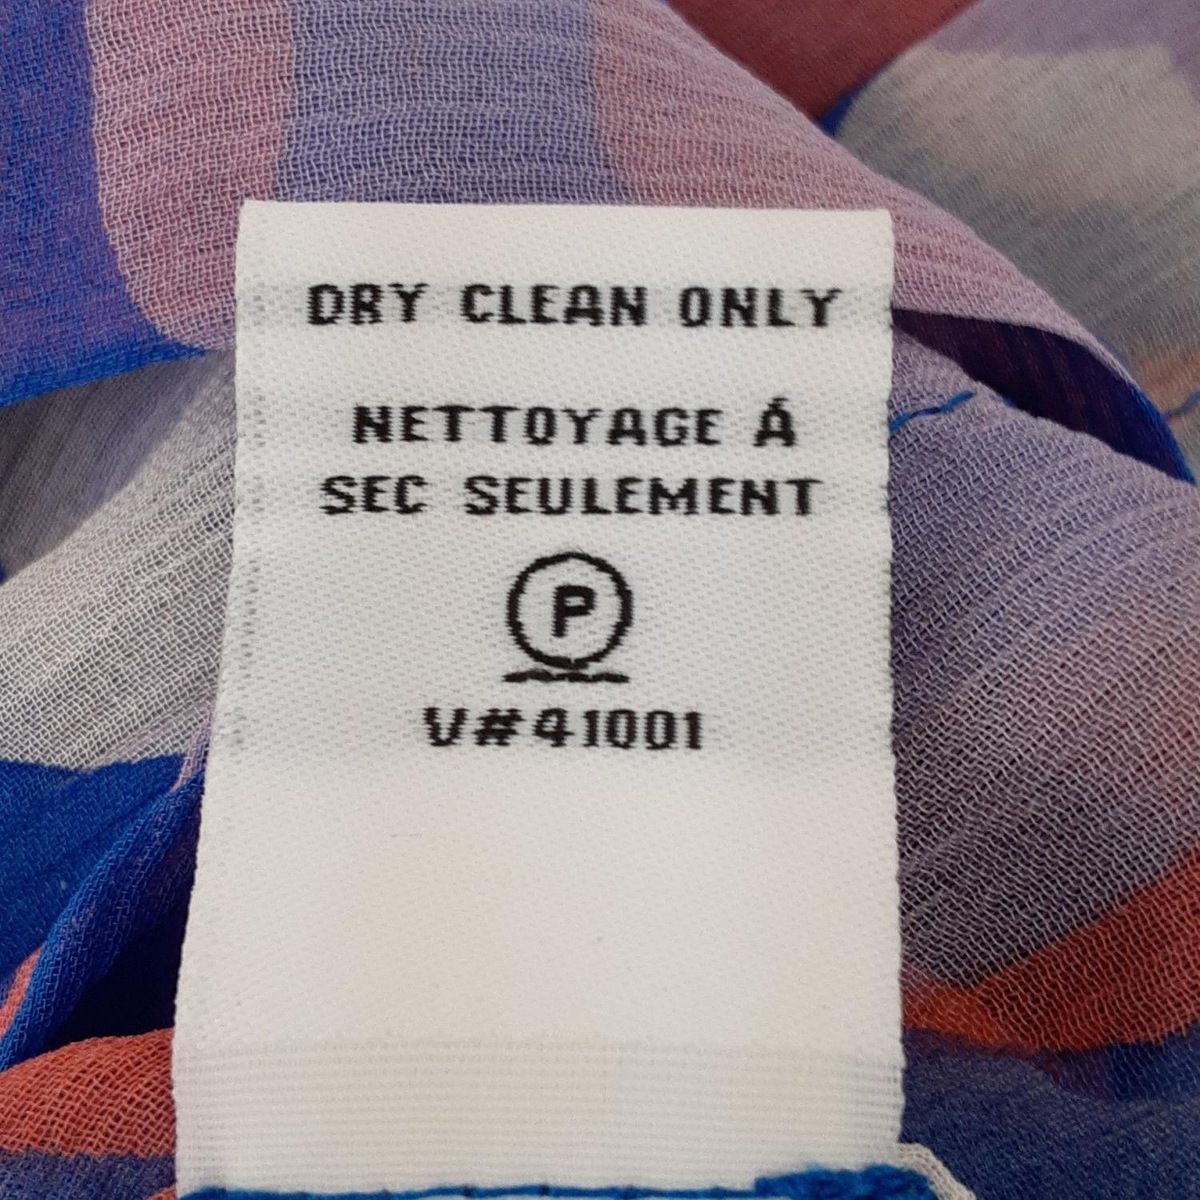 DRY CLEAN ONLY
NETTOYAGE Á
SEC SEULEMENT
P
V#41001